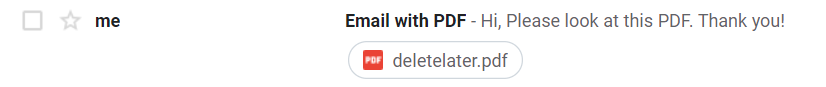 me Email with PDF - Hi, Please look at this PDF. Thank you!
PDF deletelater.pdf